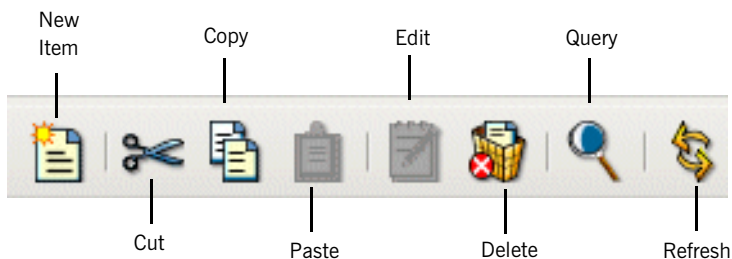 New
Item
Copy
Edit
Query
Cut
Paste
Delete
Refresh